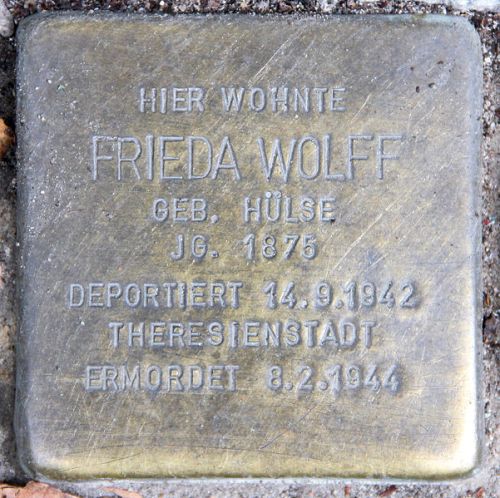 HIER WOHNTE
FRIEDA WOLFF
GEB. HÜLSE
JG. 1875
DEPORTIERT 14.9.1942
THERESIENSTADT
ERMORDET 8.2.1944